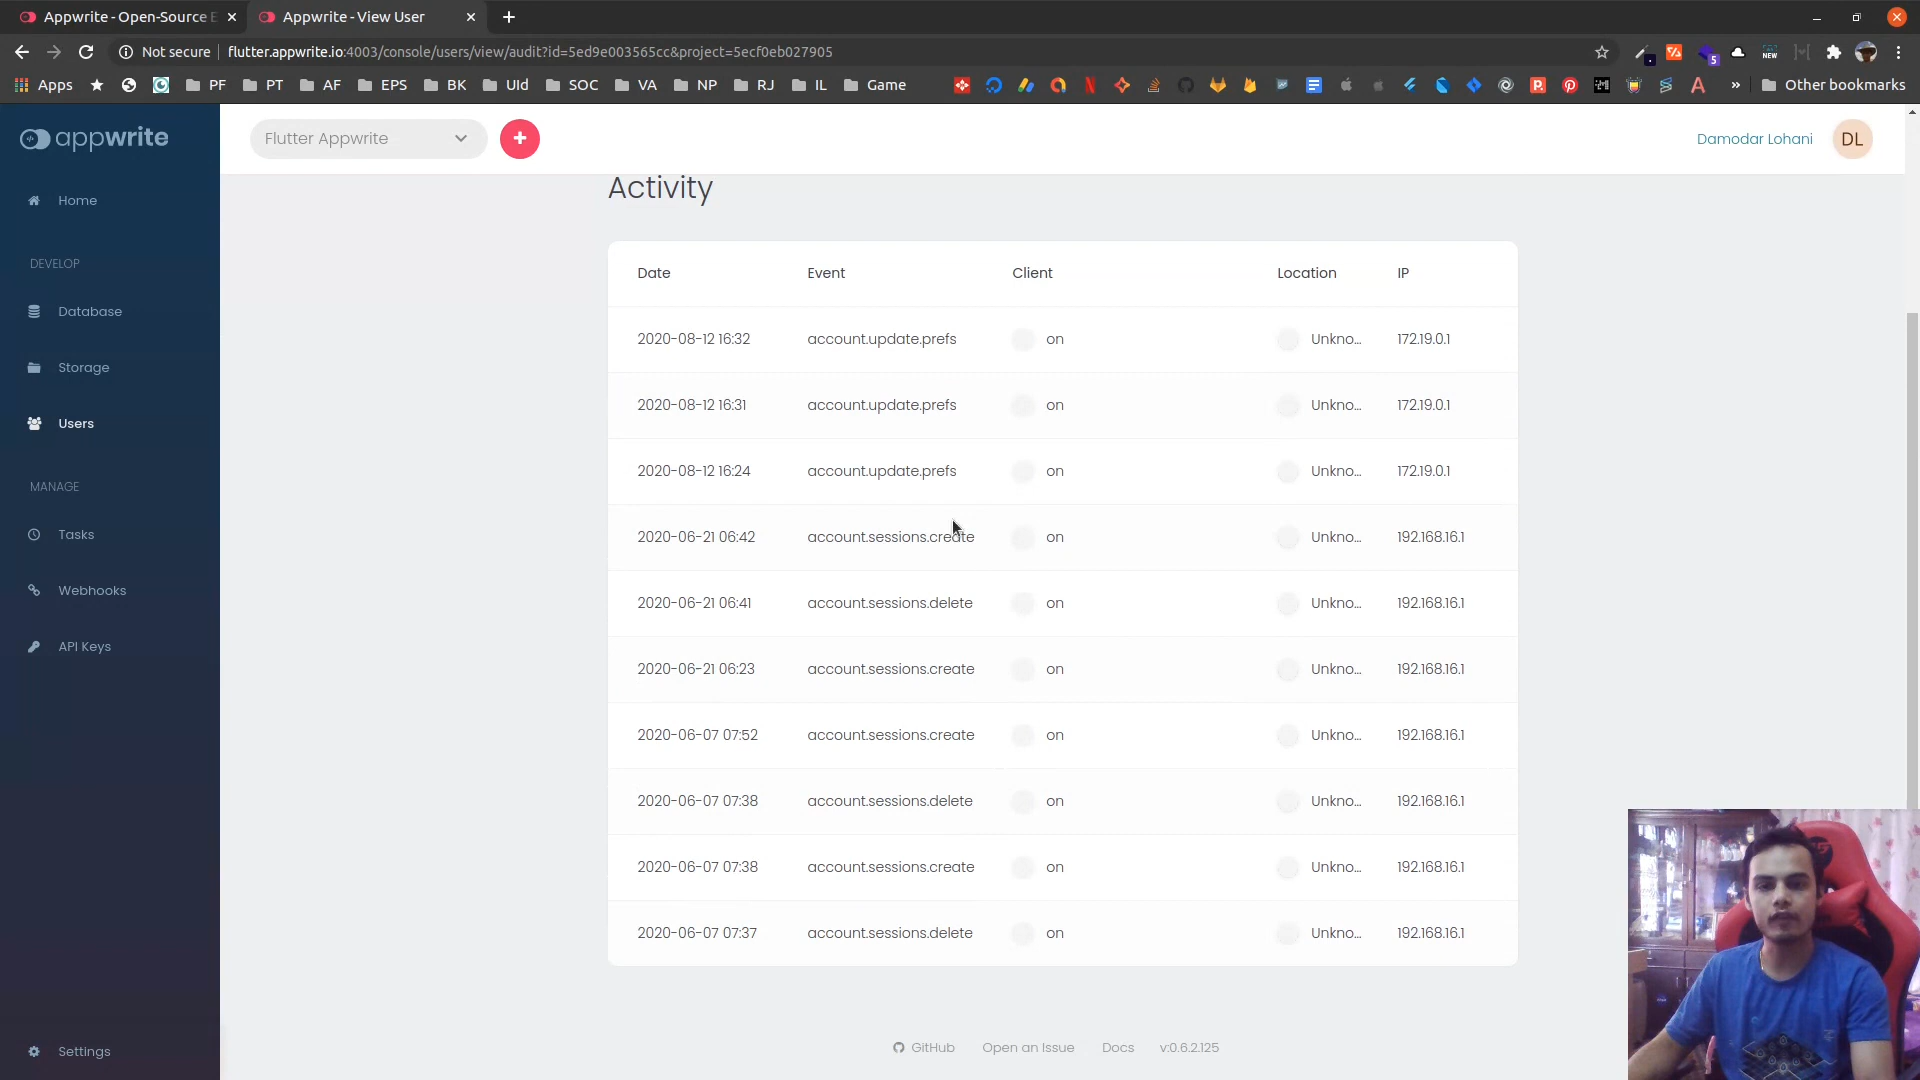 Appwrite - Open-Source E
Appwrite - View User
Not secure
flutter.appwrite.io:4003/console/users/view/audit?id=5ed9e003565cc&project=5ecf0eb027905
Apps PF PT AF EPS BK UId SOC VA NP RJ IL Game » Other bookmarks
appwrite
Flutter Appwrite
+
Damodar Lohani
DL
Home
DEVELOP
Database
Storage
Users
MANAGE
Tasks
Webhooks
API Keys
Settings
Activity
Date Event Client Location IP
2020-08-12 16:32 account.update.prefs on Unkno... 172.19.0.1
2020-08-12 16:31 account.update.prefs on Unkno... 172.19.0.1
2020-08-12 16:24 account.update.prefs on Unkno... 172.19.0.1
2020-06-21 06:42 account.sessions.create on Unkno... 192.168.16.1
2020-06-21 06:41 account.sessions.delete on Unkno... 192.168.16.1
2020-06-21 06:23 account.sessions.create on Unkno... 192.168.16.1
2020-06-07 07:52 account.sessions.create on Unkno... 192.168.16.1
2020-06-07 07:38 account.sessions.delete on Unkno... 192.168.16.1
2020-06-07 07:38 account.sessions.create on Unkno... 192.168.16.1
2020-06-07 07:37 account.sessions.delete on Unkno... 192.168.16.1
GitHub Open an Issue Docs v:0.6.2.125